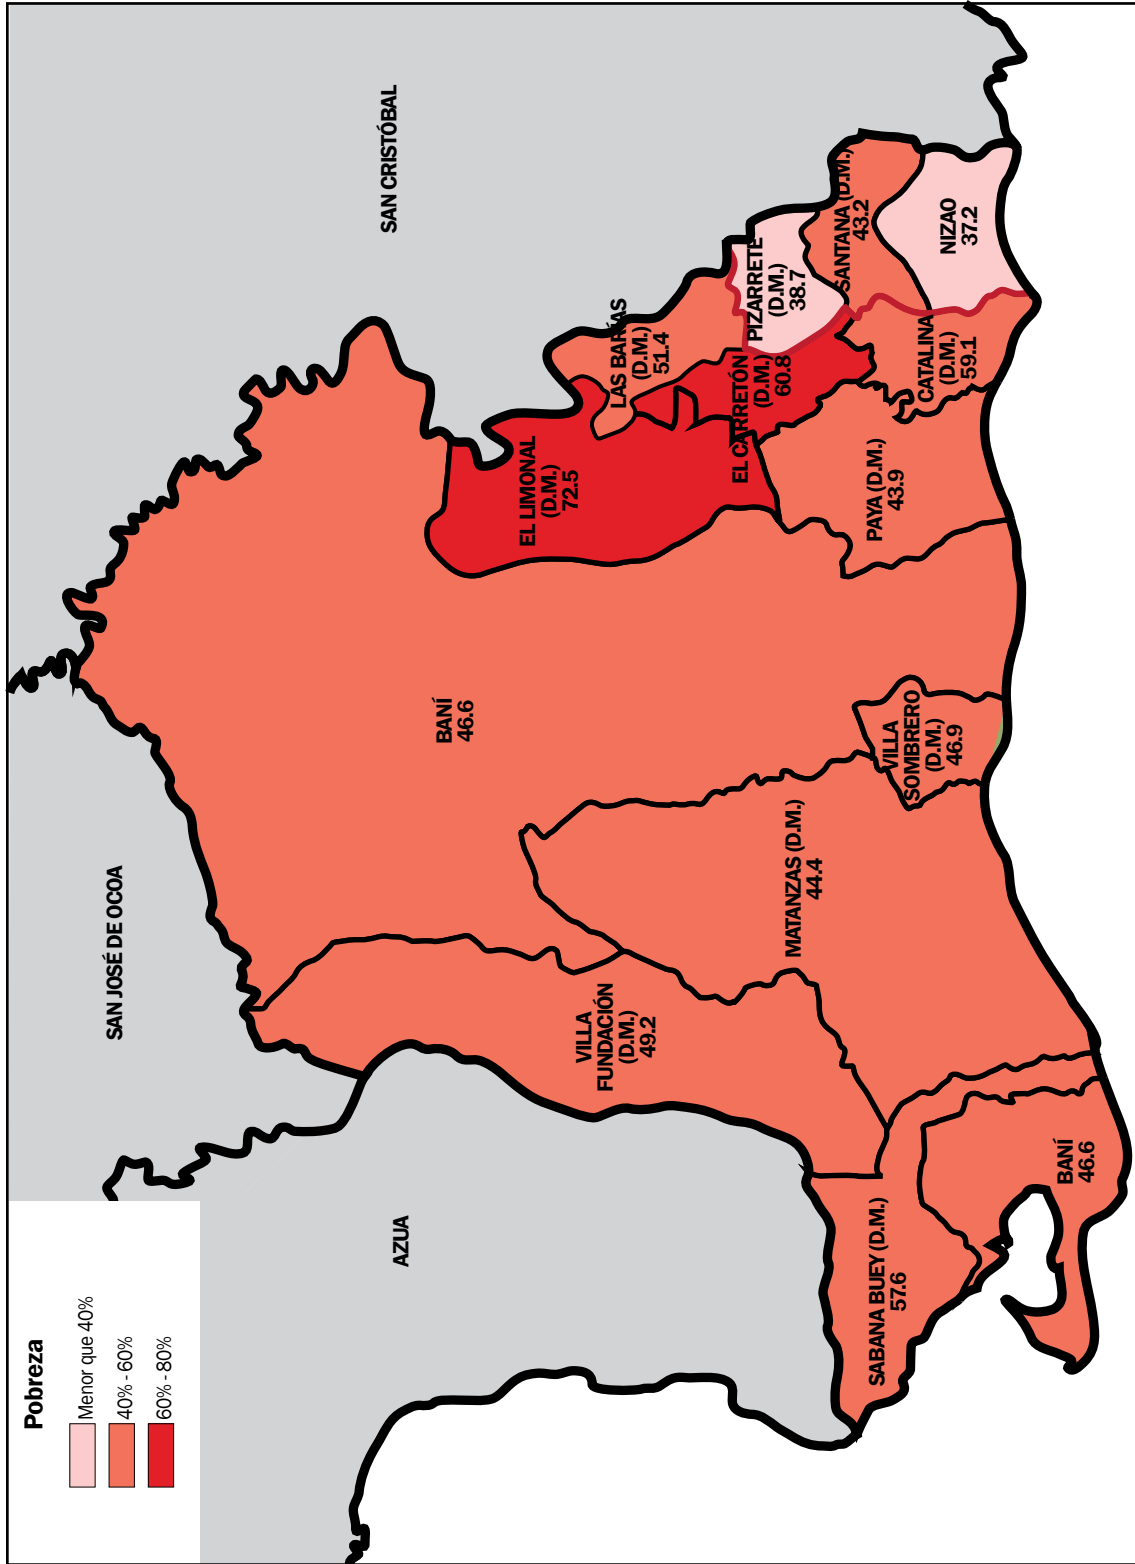 Pobreza
Menor que 40%
40% - 60%
60% - 80%
SAN JOSÉ DE OCOA
SAN CRISTÓBAL
AZUA
BANÍ
46.6
EL LIMONAL
(D.M.)
72.5
LAS BARÍAS
(D.M.)
51.4
EL CARRETÓN
(D.M.)
60.8
PIZARRETE
(D.M.)
38.7
SANTANA (D.M.)
43.2
NIZAO
37.2
CATALINA
(D.M.)
59.1
PAYA (D.M.)
43.9
VILLA
SOMBRERO
(D.M.)
46.9
MATANZAS (D.M.)
44.4
VILLA
FUNDACIÓN
(D.M.)
49.2
SABANA BUEY (D.M.)
57.6
BANÍ
46.6